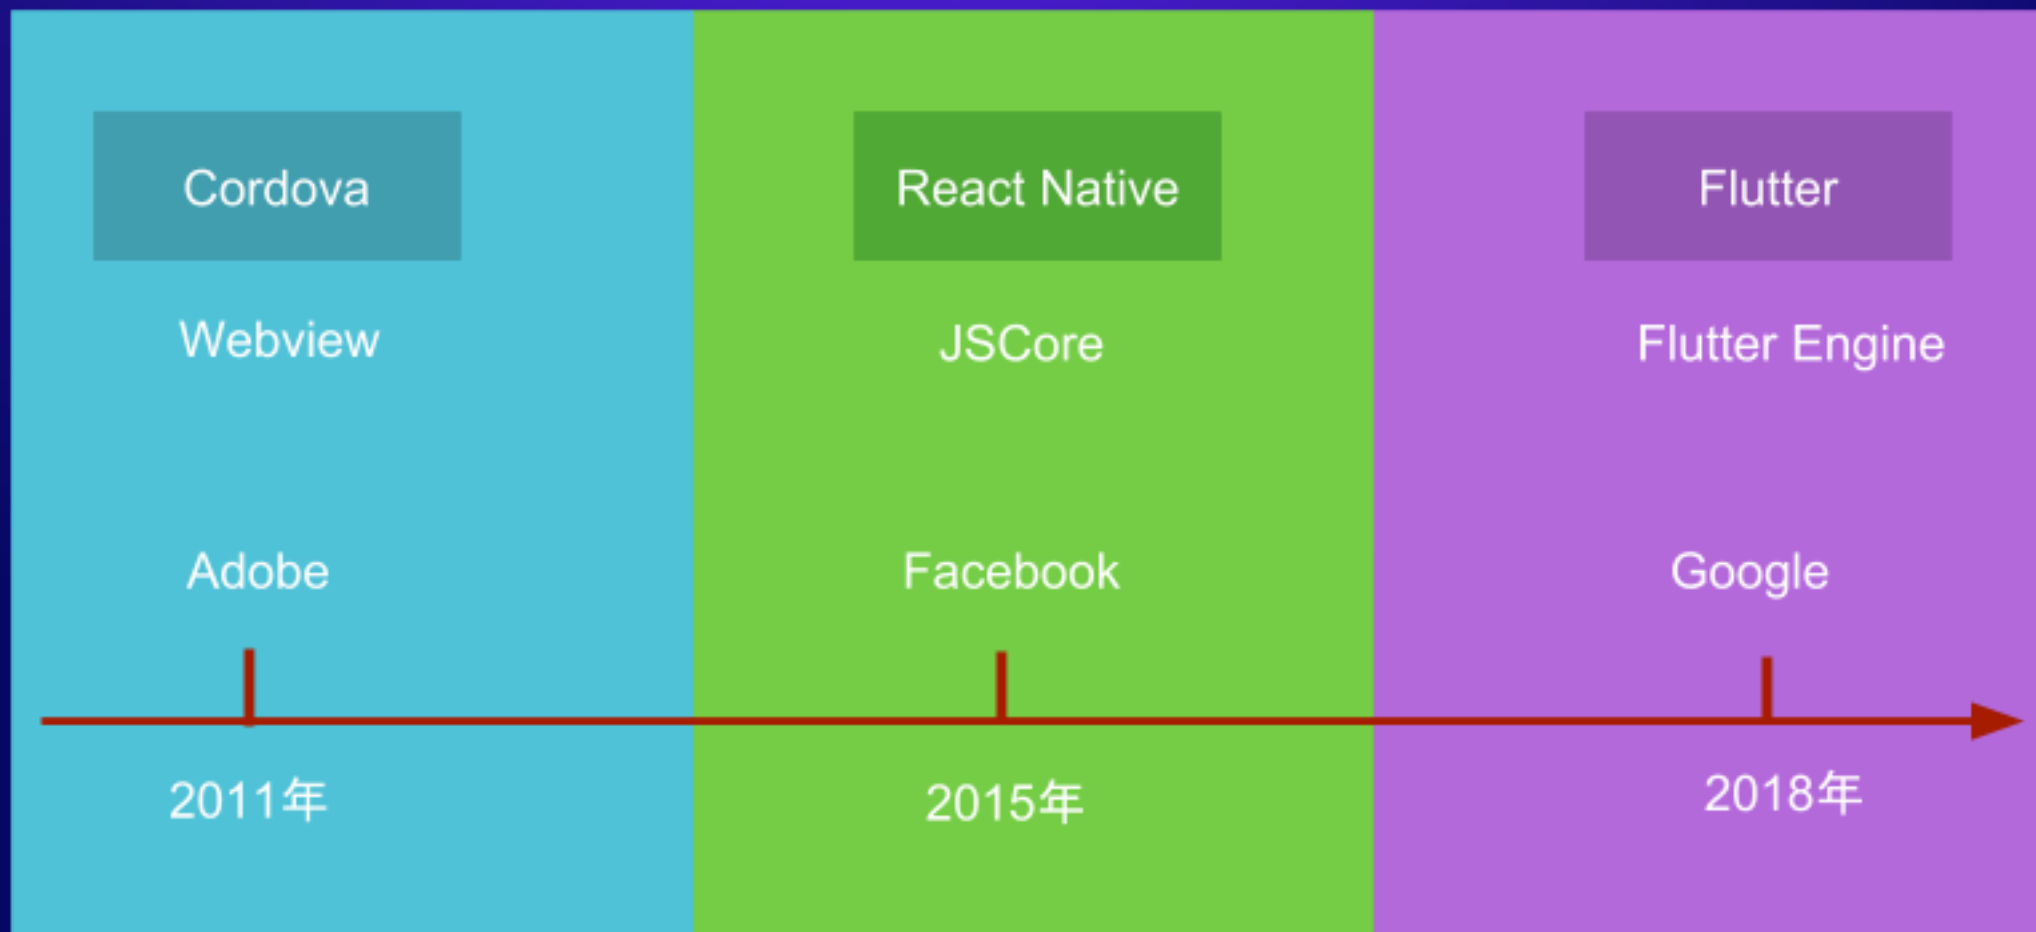 Cordova
React Native
Flutter
Webview
JSCore
Flutter Engine
Adobe
Facebook
Google
2011年
2015年
2018年